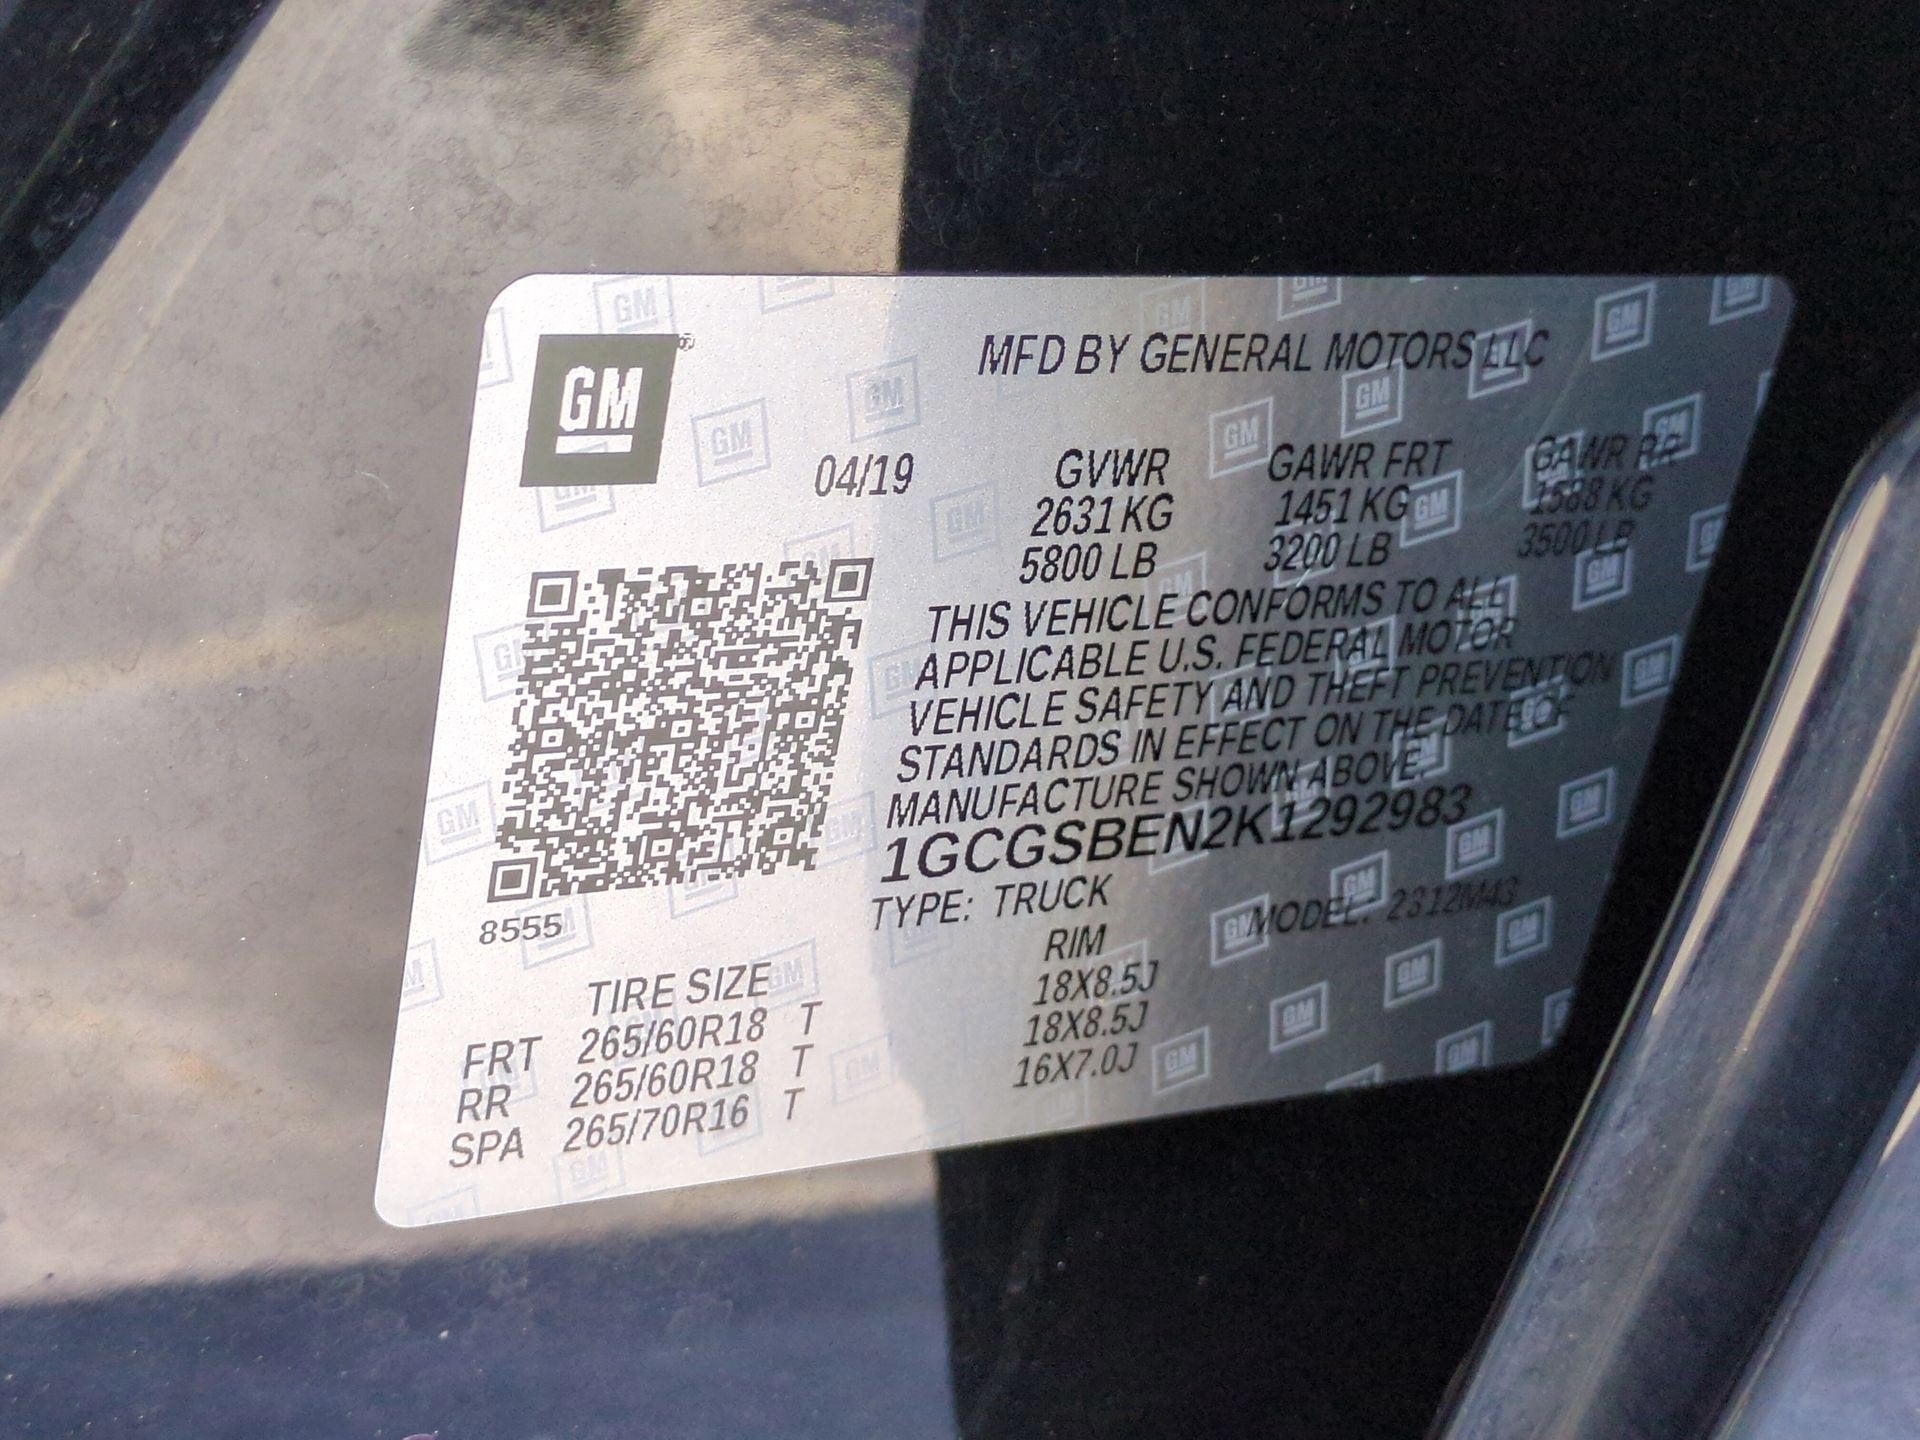 GM
MFD BY GENERAL MOTORS LLC
04/19 GVWR GAWR FRT GAWR RR
2631 KG 1451 KG 1588 KG
5800 LB 3200 LB 3500 LB
THIS VEHICLE CONFORMS TO ALL
APPLICABLE U.S. FEDERAL MOTOR
VEHICLE SAFETY AND THEFT PREVENTION
STANDARDS IN EFFECT ON THE DATE OF
MANUFACTURE SHOWN ABOVE.
1GCGSBEN2K1292983
TYPE: TRUCK MODEL: 2312M43
8555
TIRE SIZE RIM
FRT 265/60R18 T 18X8.5J
RR 265/60R18 T 18X8.5J
SPA 265/70R16 T 16X7.0J